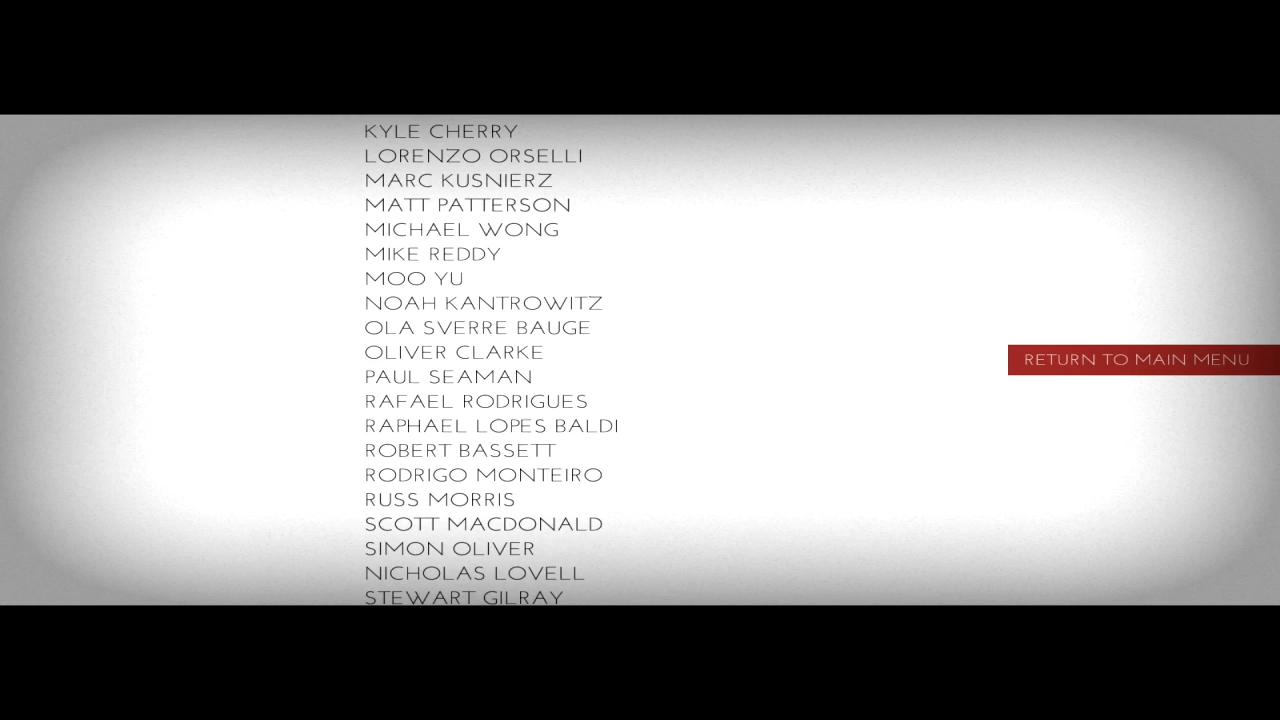 KYLE CHERRY
LORENZO ORSELLI
MARC KUSNIERZ
MATT PATTERSON
MICHAEL WONG
MIKE REDDY
MOO YU
NOAH KANTROWITZ
OLA SVERRE BAUGE
OLIVER CLARKE
PAUL SEAMAN
RAFAEL RODRIGUES
RAPHAEL LOPES BALDI
ROBERT BASSETT
RODRIGO MONTEIRO
RUSS MORRIS
SCOTT MACDONALD
SIMON OLIVER
NICHOLAS LOVELL
STEWART GILRAY
RETURN TO MAIN MENU